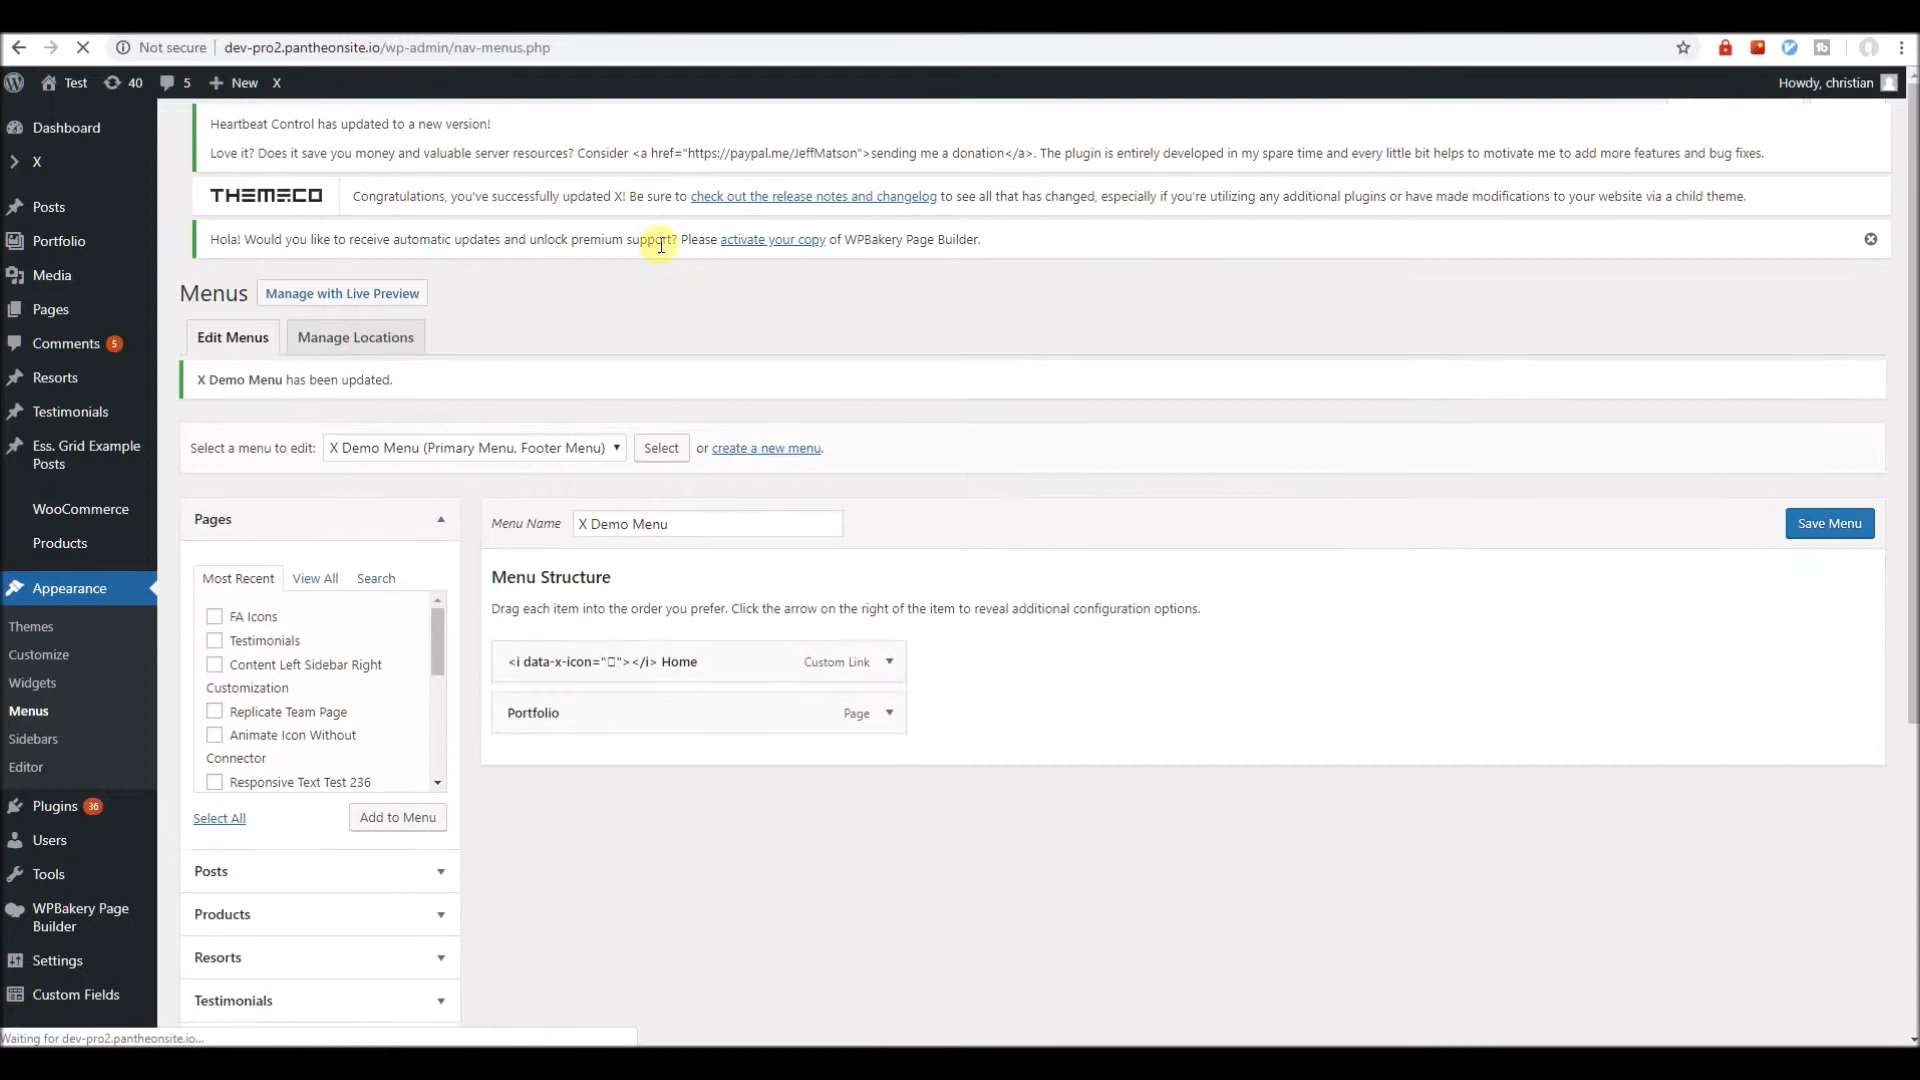 Not secure | dev-pro2.pantheonsite.io/wp-admin/nav-menus.php
Test 40 5 New X Howdy, christian
Dashboard
X
Posts
Portfolio
Media
Pages
Comments 5
Resorts
Testimonials
Ess. Grid Example
Posts
WooCommerce
Products
Appearance
Themes
Customize
Widgets
Menus
Sidebars
Editor
Plugins 36
Users
Tools
WPBakery Page
Builder
Settings
Custom Fields
Heartbeat Control has updated to a new version!
Love it? Does it save you money and valuable server resources? Consider <a href="https://paypal.me/JeffMatson">sending me a donation</a>. The plugin is entirely developed in my spare time and every little bit helps to motivate me to add more features and bug fixes.
THEMECO Congratulations, you've successfully updated X! Be sure to check out the release notes and changelog to see all that has changed, especially if you're utilizing any additional plugins or have made modifications to your website via a child theme.
Hola! Would you like to receive automatic updates and unlock premium support? Please activate your copy of WPBakery Page Builder.
Menus Manage with Live Preview
Edit Menus Manage Locations
X Demo Menu has been updated.
Select a menu to edit: X Demo Menu (Primary Menu, Footer Menu) Select or create a new menu.
Pages
Most Recent View All Search
FA Icons
Testimonials
Content Left Sidebar Right
Customization
Replicate Team Page
Animate Icon Without
Connector
Responsive Text Test 236
Select All Add to Menu
Posts
Products
Resorts
Testimonials
Menu Name X Demo Menu Save Menu
Menu Structure
Drag each item into the order you prefer. Click the arrow on the right of the item to reveal additional configuration options.
<i data-x-icon="▯"></i> Home Custom Link
Portfolio Page
Waiting for dev-pro2.pantheonsite.io...